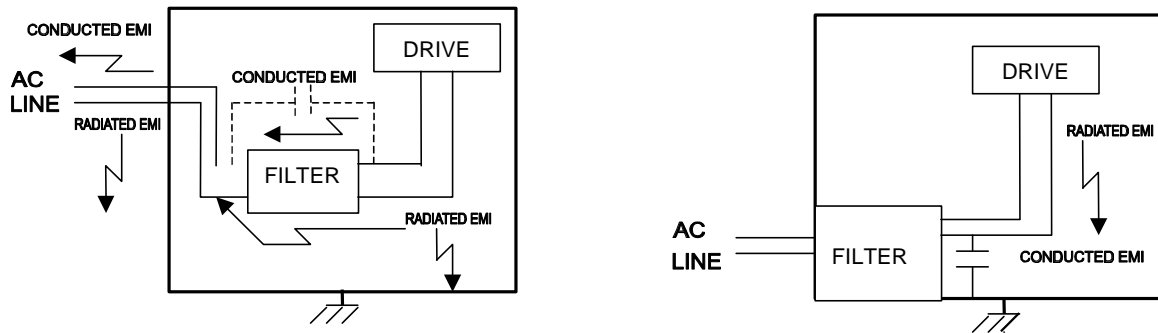 CONDUCTED EMI
AC
LINE
RADIATED EMI
DRIVE
CONDUCTED EMI
FILTER
RADIATED EMI
DRIVE
RADIATED EMI
AC
LINE
FILTER
CONDUCTED EMI